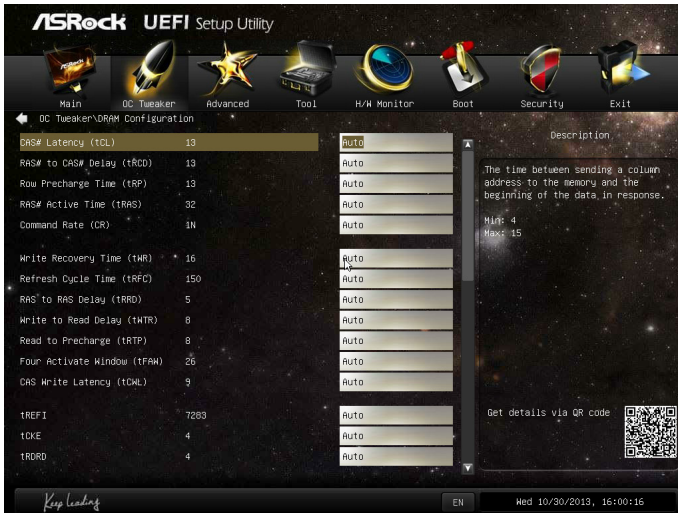 ASRock UEFI Setup Utility
ASRock
Main OC Tweaker Advanced Tool H/W Monitor Boot Security Exit
OC Tweaker\DRAM Configuration
Description
CAS# Latency (tCL) 13 Auto
RAS# to CAS# Delay (tRCD) 13 Auto
Row Precharge Time (tRP) 13 Auto
RAS# Active Time (tRAS) 32 Auto
Command Rate (CR) 1N Auto
Write Recovery Time (tWR) 16 Auto
Refresh Cycle Time (tRFC) 150 Auto
RAS to RAS Delay (tRRD) 5 Auto
Write to Read Delay (tWTR) 8 Auto
Read to Precharge (tRTP) 8 Auto
Four Activate Window (tFAW) 26 Auto
CAS Write Latency (tCWL) 9 Auto
tREFI 7283 Auto
tCKE 4 Auto
tRDRD 4 Auto
The time between sending a column
address to the memory and the
beginning of the data in response.
Min: 4
Max: 15
Get details via QR code
Keep Leading
EN
Wed 10/30/2013, 16:00:16